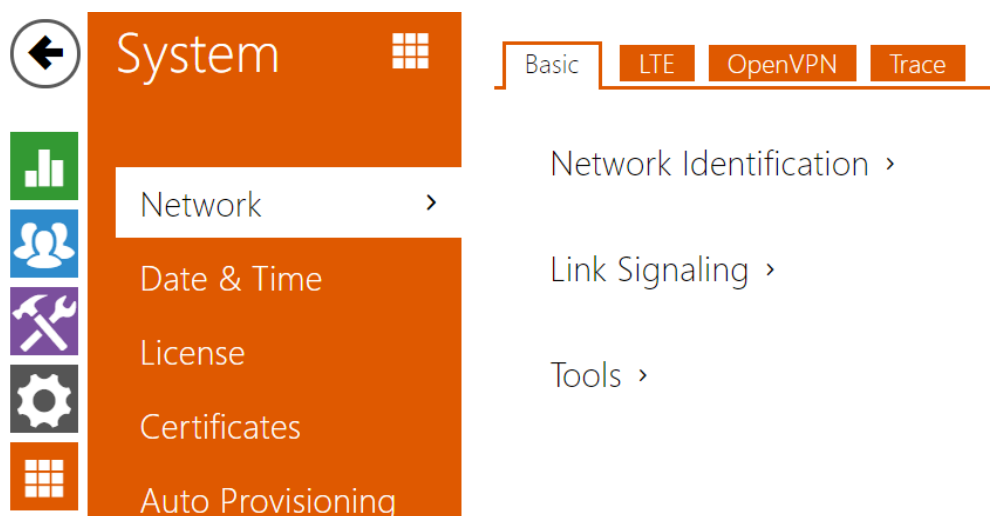 System
Network
Date & Time
License
Certificates
Auto Provisioning
Basic LTE OpenVPN Trace
Network Identification
Link Signaling
Tools